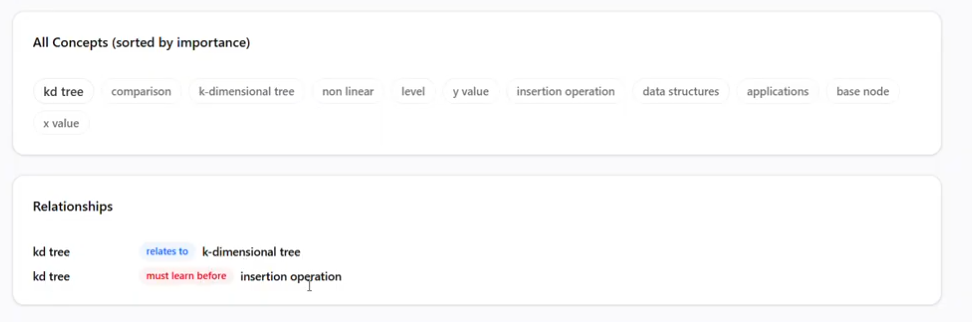 All Concepts (sorted by importance)
kd tree comparison k-dimensional tree non linear level y value insertion operation data structures applications base node
x value
Relationships
kd tree relates to k-dimensional tree
kd tree must learn before insertion operation